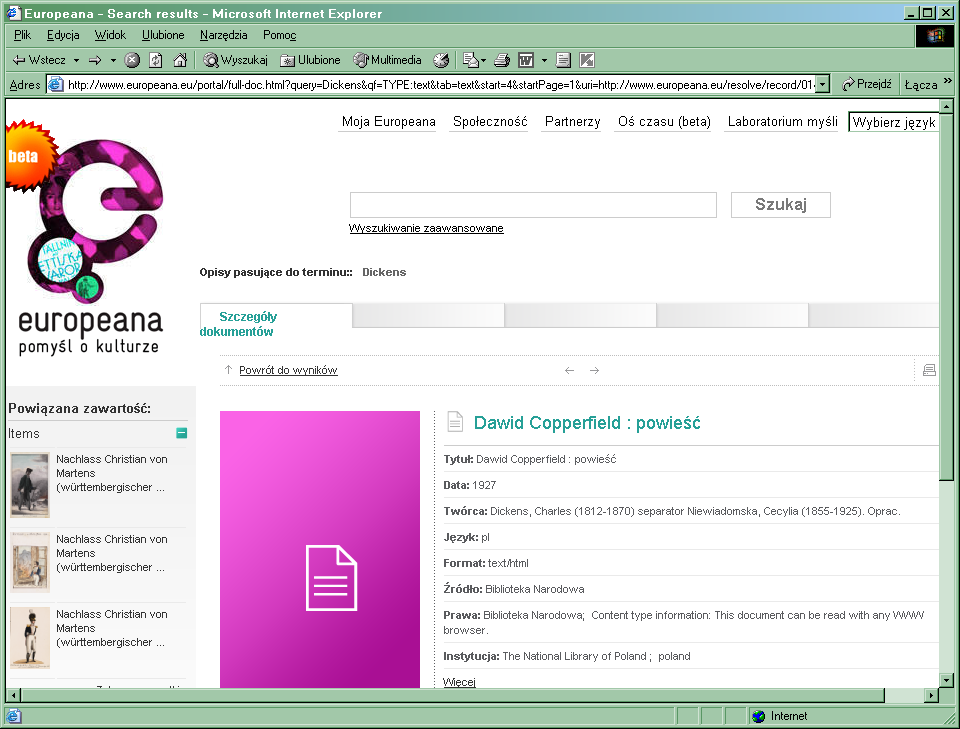 Europeana - Search results - Microsoft Internet Explorer
Plik Edycja Widok Ulubione Narzędzia Pomoc
Wstecz Wyszukaj Ulubione Multimedia
Adres http://www.europeana.eu/portal/full-doc.html?query=Dickens&qf=TYPE:text&tab=text&start=4&startPage=1&uri=http://www.europeana.eu/resolve/record/01 Przejdź Łącza »
Moja Europeana Społeczność Partnerzy Oś czasu (beta) Laboratorium myśli Wybierz język
beta
Szukaj
Wyszukiwanie zaawansowane
Opisy pasujące do terminu:: Dickens
europeana
pomyśl o kulturze
Szczegóły
dokumentów
Powrót do wyników
Powiązana zawartość:
Items
Nachlass Christian von
Martens
(württembergischer ...
Nachlass Christian von
Martens
(württembergischer ...
Nachlass Christian von
Martens
(württembergischer ...
Dawid Copperfield : powieść
Tytuł: Dawid Copperfield : powieść
Data: 1927
Twórca: Dickens, Charles (1812-1870) separator Niewiadomska, Cecylia (1855-1925). Oprac.
Język: pl
Format: text/html
Źródło: Biblioteka Narodowa
Prawa: Biblioteka Narodowa; Content type information: This document can be read with any WWW
browser.
Instytucja: The National Library of Poland ; poland
Więcej
Internet